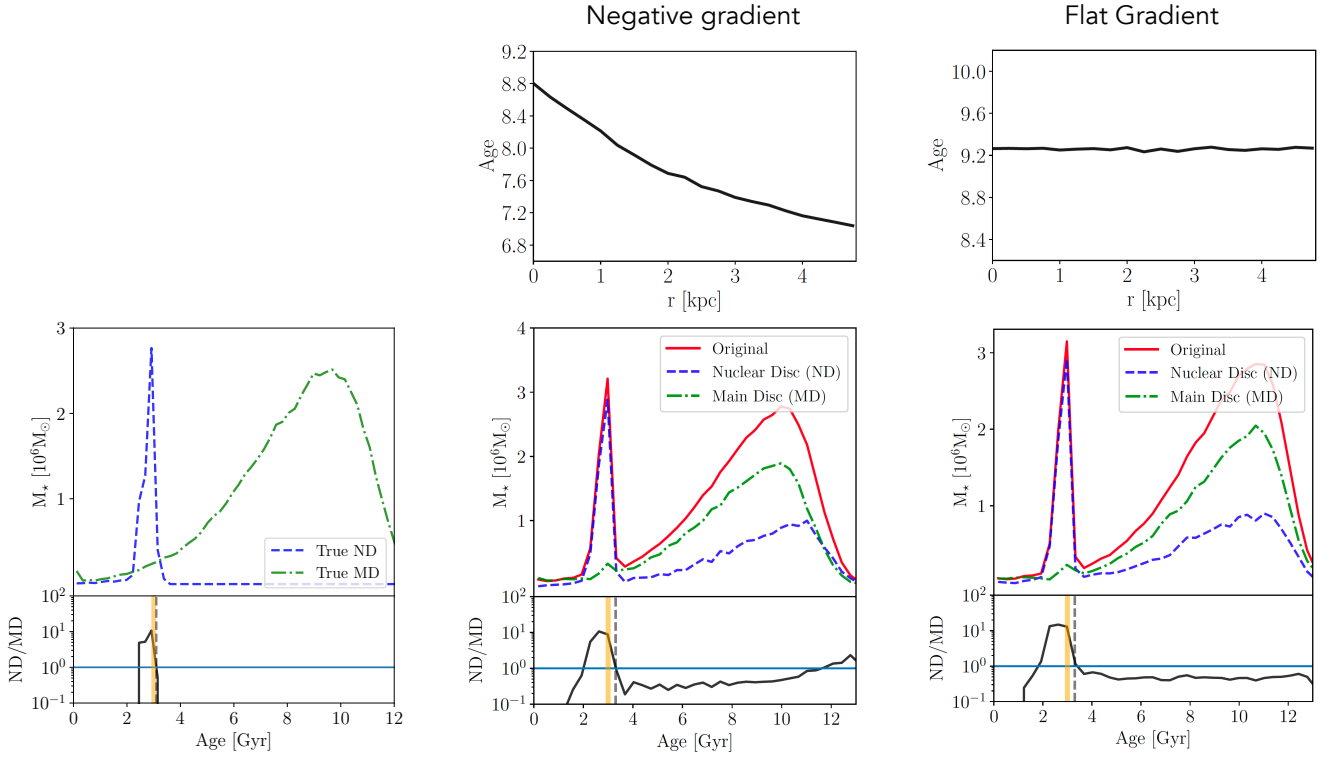 Negative gradient
Flat Gradient
9.2
8.8
8.4
8.0
7.6
7.2
6.8
Age
0 1 2 3 4
r [kpc]
10.0
9.6
9.2
8.8
8.4
Age
0 1 2 3 4
r [kpc]
3
2
1
M⋆ [10⁶M⊙]
True ND
True MD
10²
10¹
10⁰
10⁻¹
ND/MD
0 2 4 6 8 10 12
Age [Gyr]
4
3
2
1
M⋆ [10⁶M⊙]
Original
Nuclear Disc (ND)
Main Disc (MD)
10²
10¹
10⁰
10⁻¹
ND/MD
0 2 4 6 8 10 12
Age [Gyr]
3
2
1
M⋆ [10⁶M⊙]
Original
Nuclear Disc (ND)
Main Disc (MD)
10²
10¹
10⁰
10⁻¹
ND/MD
0 2 4 6 8 10 12
Age [Gyr]